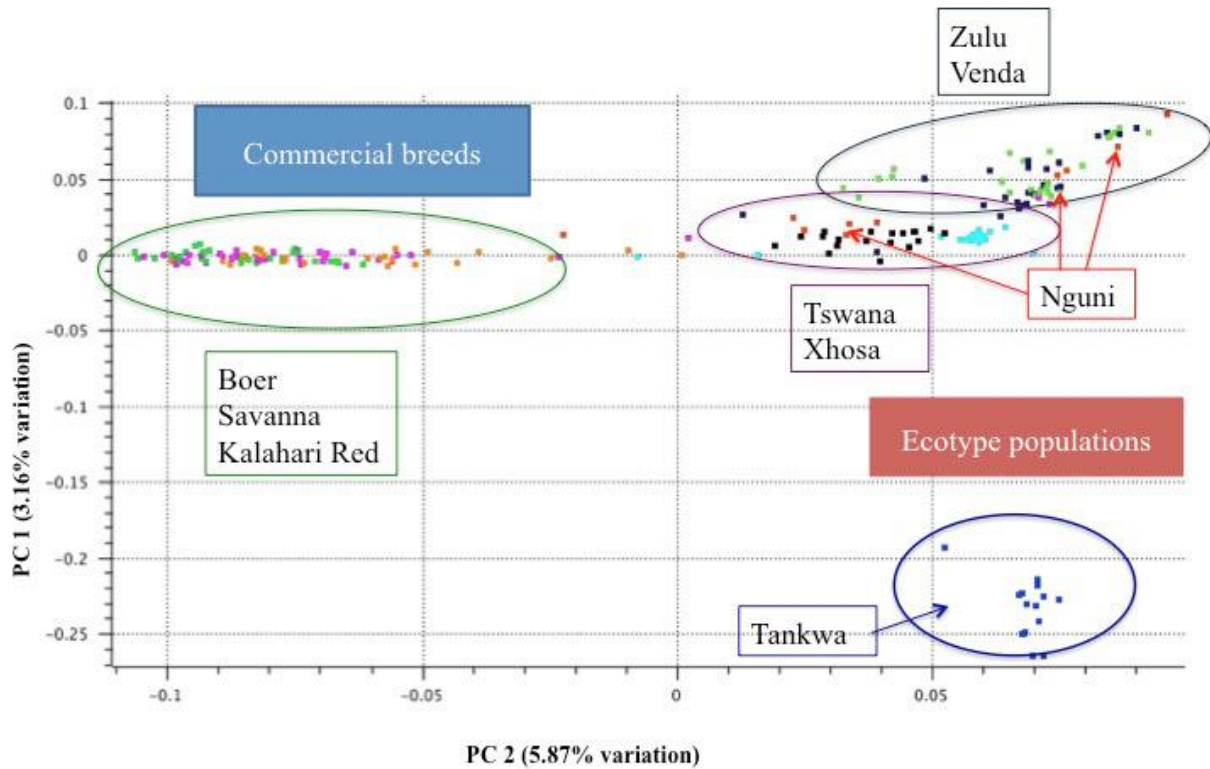 Zulu
Venda
Commercial breeds
0.1
0.05
0
-0.05
-0.1
-0.15
-0.2
-0.25
Nguni
Tswana
Xhosa
Boer
Savanna
Kalahari Red
Ecotype populations
Tankwa
PC 1 (3.16% variation)
-0.1
-0.05
0
0.05
PC 2 (5.87% variation)